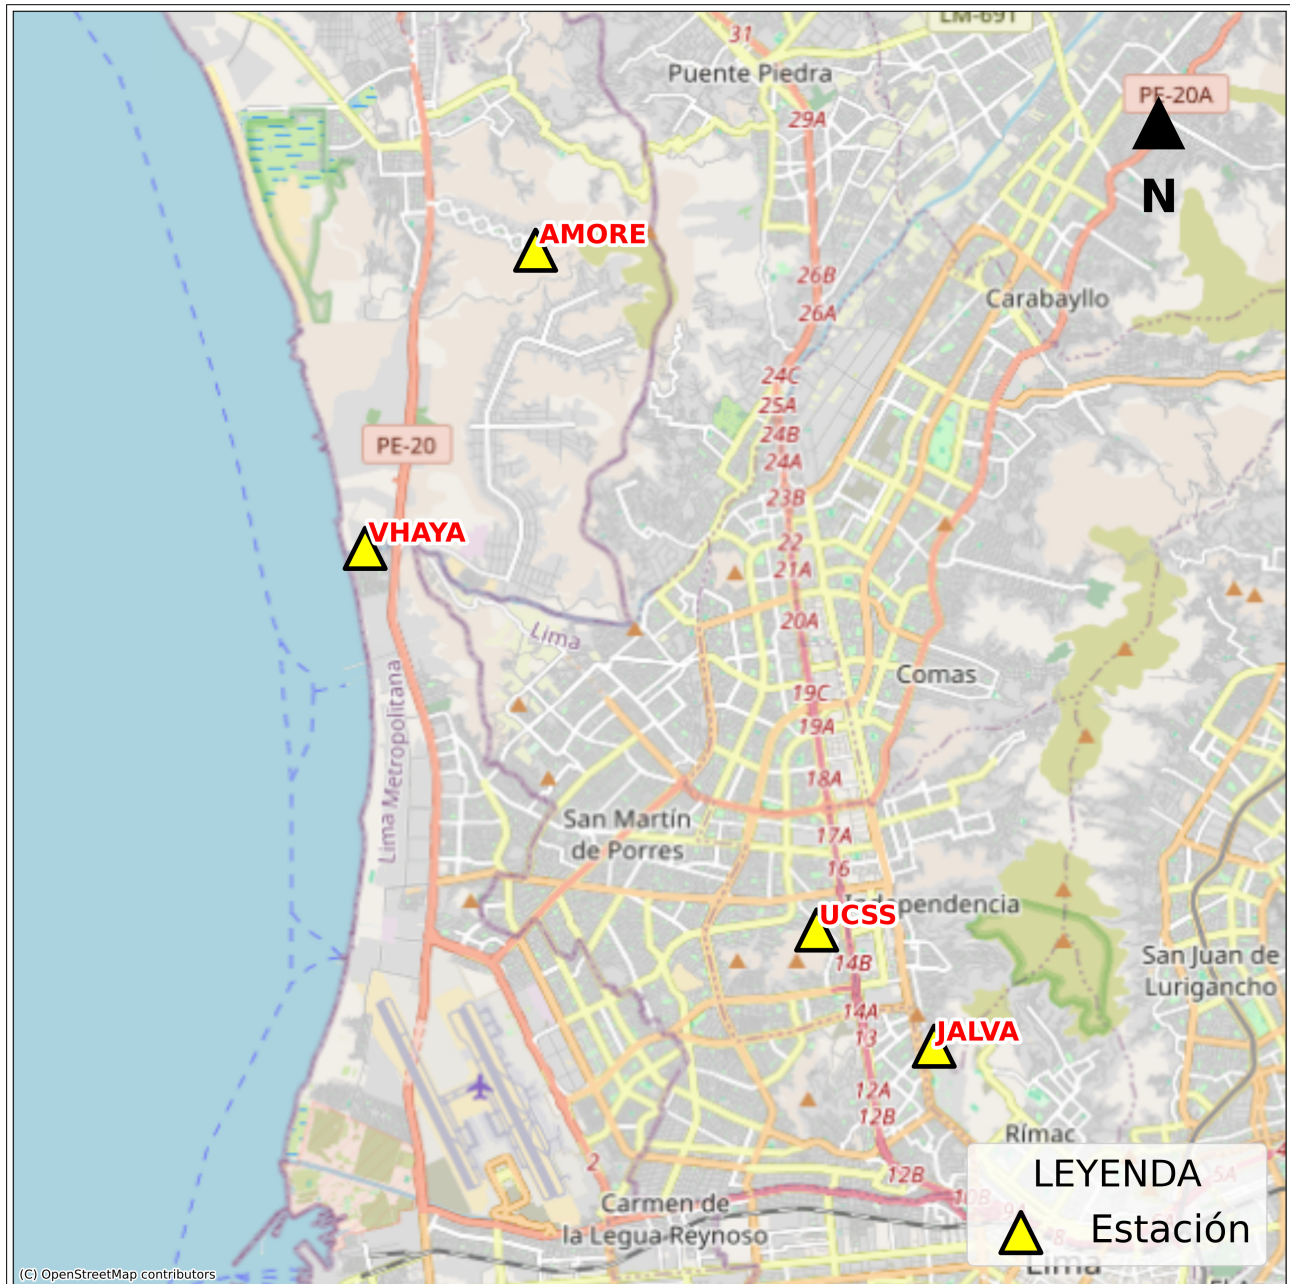 LM-691
31
Puente Piedra
PE-20A
29A
N
AMORE
26B
Carabayllo
26A
24C
25A
24B
PE-20
24A
23B
VHAYA
22
21A
20A
Lima
Comas
Lima Metropolitana
19C
19A
18A
San Martín
de Porres
17A
16
Independencia
UCSS
14B
San Juan de
Lurigancho
14A
JALVA
13
12A
12B
Rímac
2
12B
LEYENDA
5A
10B
Carmen de
la Legua-Reynoso
Estación
Lima
(C) OpenStreetMap contributors